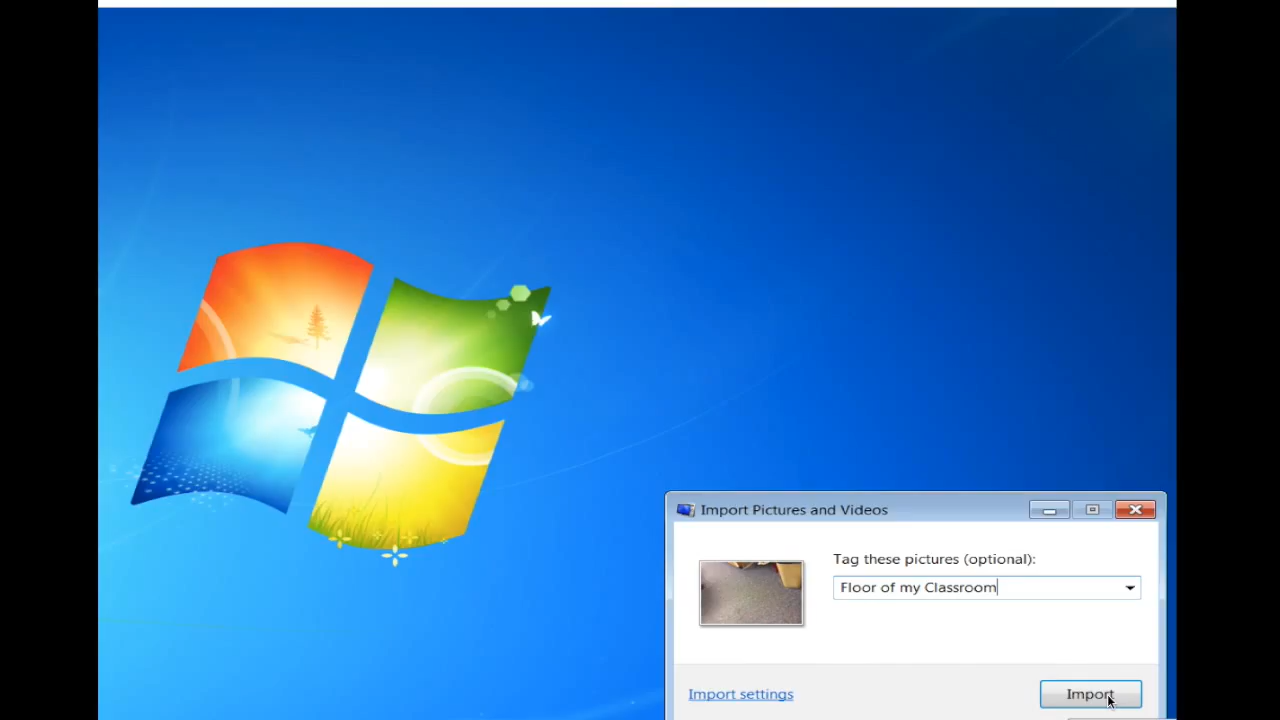 Import Pictures and Videos
Tag these pictures (optional):
Floor of my Classroom
Import settings
Import